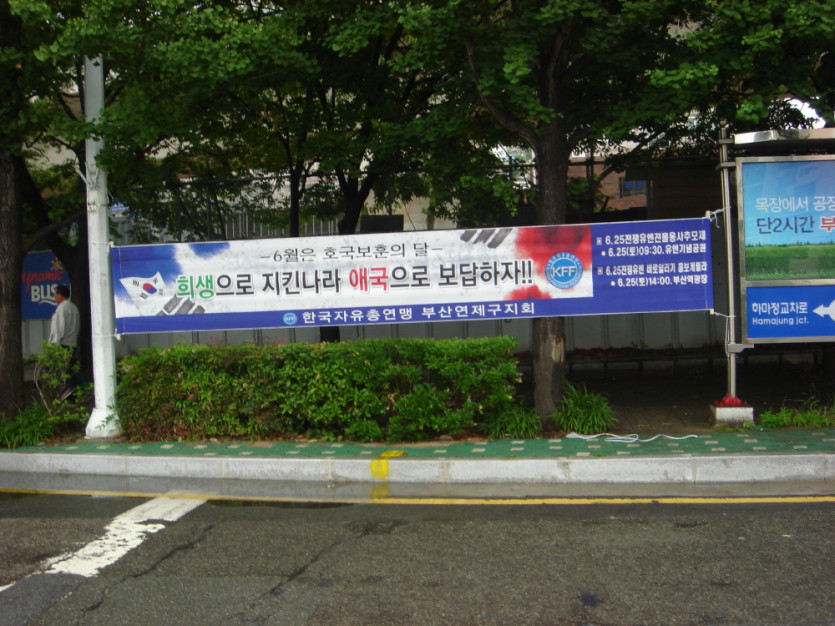 -6월은 호국보훈의 달-
희생으로 지킨나라 애국으로 보답하자!!
한국자유총연맹 부산연제구지회
KFF
6.25전쟁유엔전몰용사추모제
6.25(토)09:30. 유엔기념공원
6.25전쟁유엔 바로알리기 홍보캠페인
6.25(토)14:00. 부산역광장
목장에서 공장
단2시간
하마정교차로
Hamajung jct.
Dynamic
BUS